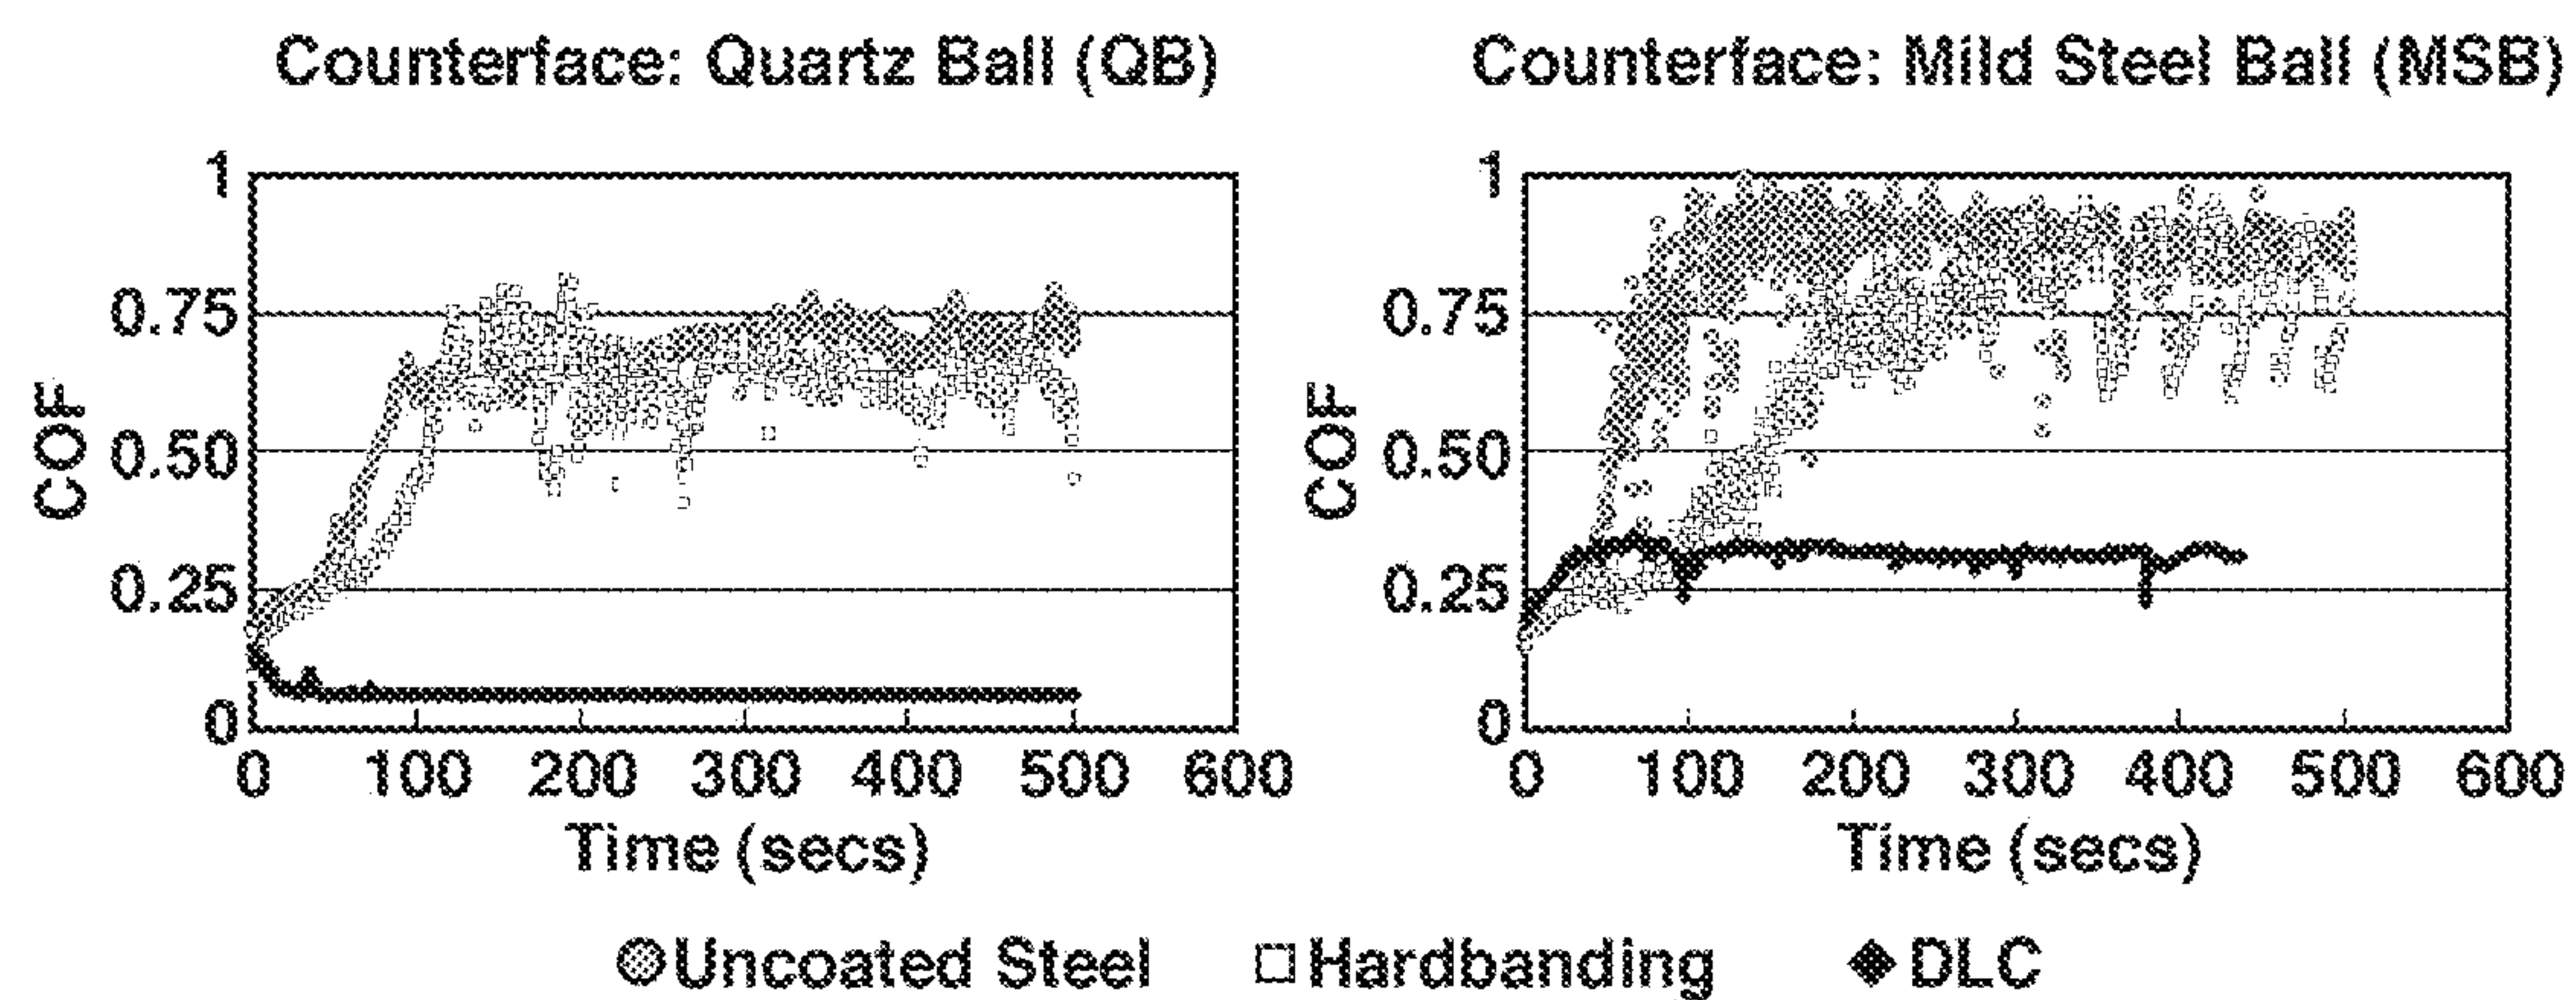 Counterface: Quartz Ball (QB)
1
0.75
0.50
0.25
0
COF
0 100 200 300 400 500 600
Time (secs)
Counterface: Mild Steel Ball (MSB)
1
0.75
0.50
0.25
0
COF
0 100 200 300 400 500 600
Time (secs)
Uncoated Steel Hardbanding DLC